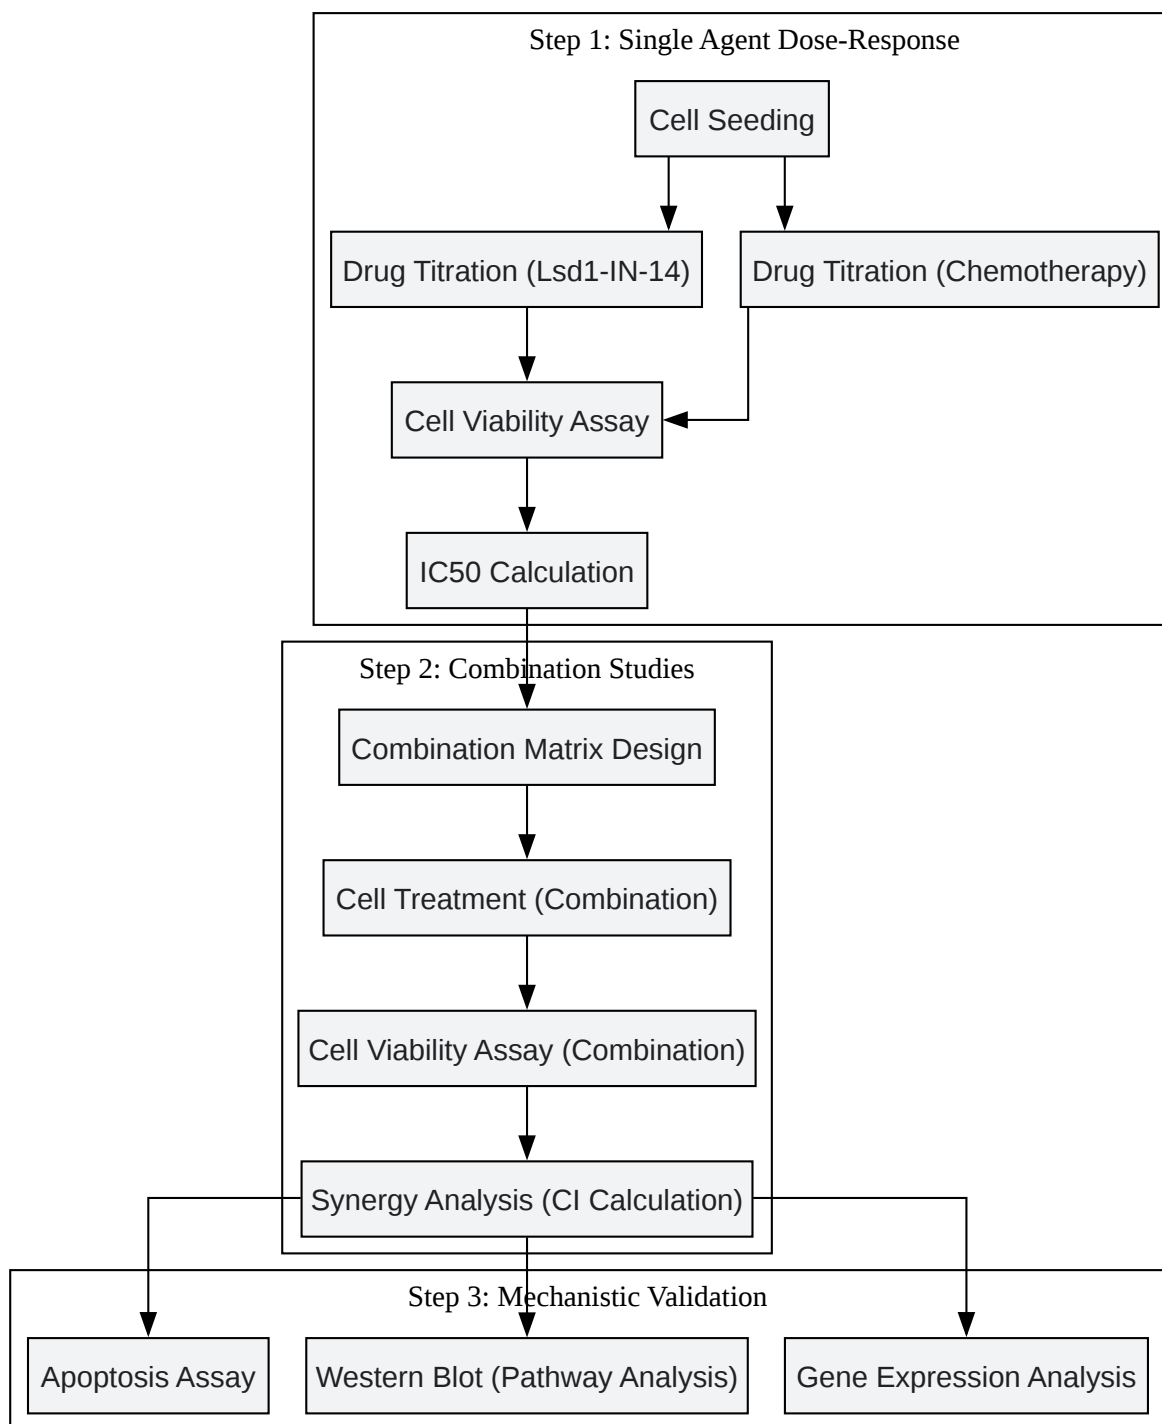 Step 1: Single Agent Dose-Response
Cell Seeding
Drug Titration (Lsd1-IN-14)
Drug Titration (Chemotherapy)
Cell Viability Assay
IC50 Calculation
Step 2: Combination Studies
Combination Matrix Design
Cell Treatment (Combination)
Cell Viability Assay (Combination)
Synergy Analysis (CI Calculation)
Step 3: Mechanistic Validation
Apoptosis Assay
Western Blot (Pathway Analysis)
Gene Expression Analysis